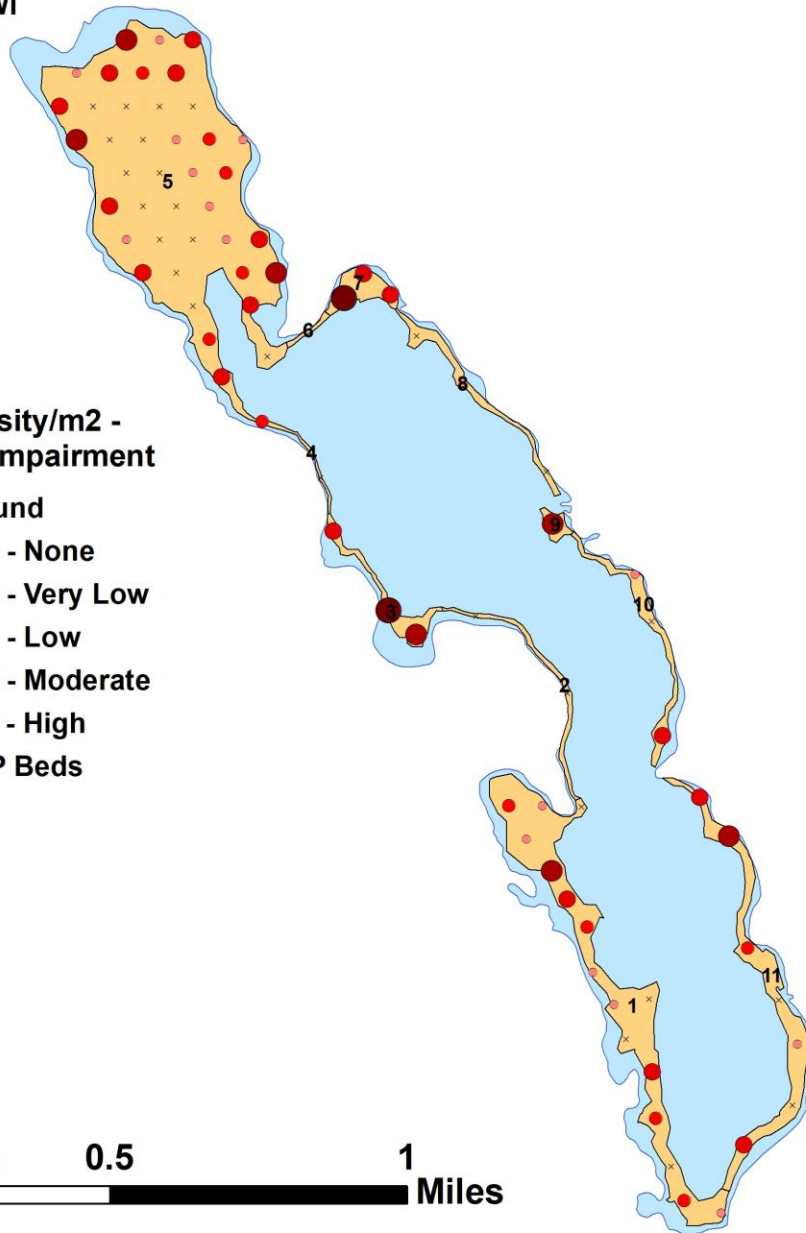 sity/m2 -
mpairment
und
- None
- Very Low
- Low
- Moderate
- High
P Beds
5
7
6
8
4
9
3
10
2
11
1
0.5 1
Miles